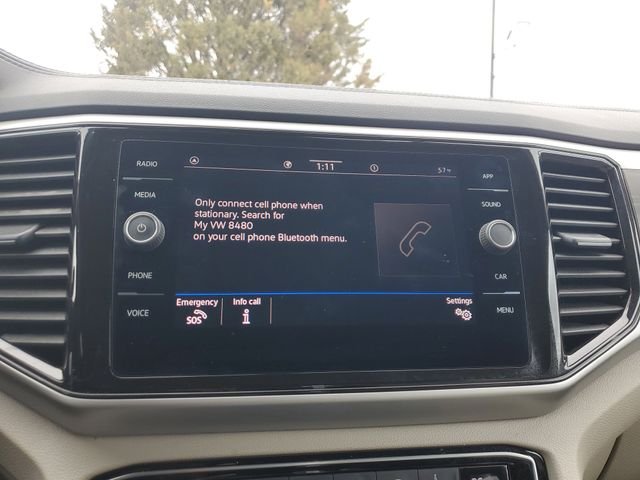 RADIO
MEDIA
PHONE
VOICE
1:11
57°F
Only connect cell phone when
stationary. Search for
My VW 8480
on your cell phone Bluetooth menu.
Emergency
SOS
Info call
i
Settings
APP
SOUND
CAR
MENU